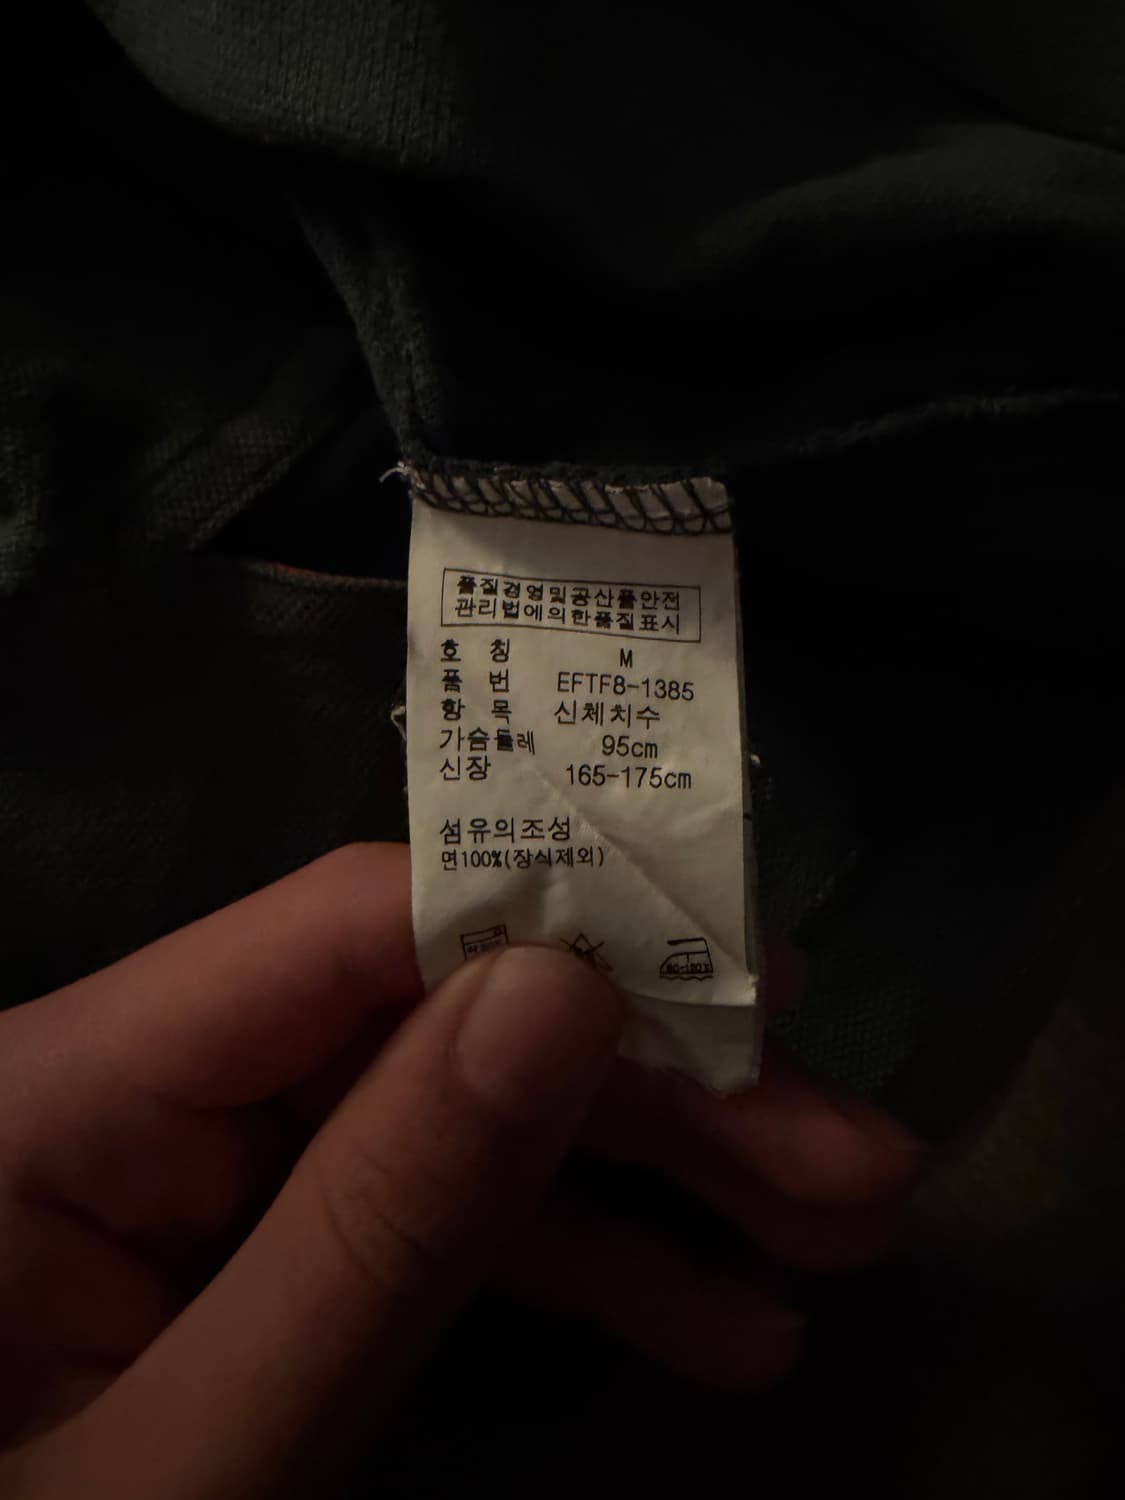 품질경영및공산품안전
관리법에의한품질표시
호 칭 M
품 번 EFTF8-1385
항 목 신체치수
가슴둘레 95cm
신장 165-175cm
섬유의조성
면100%(장식제외)